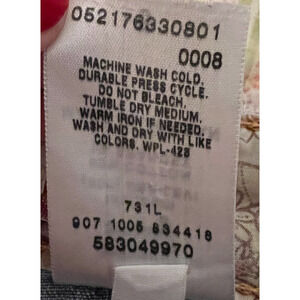 052176330801
0008
MACHINE WASH COLD.
DURABLE PRESS CYCLE.
DO NOT BLEACH.
TUMBLE DRY MEDIUM.
WARM IRON IF NEEDED.
WASH AND DRY WITH LIKE
COLORS. WPL-423
731L
907 1005 834418
583049970